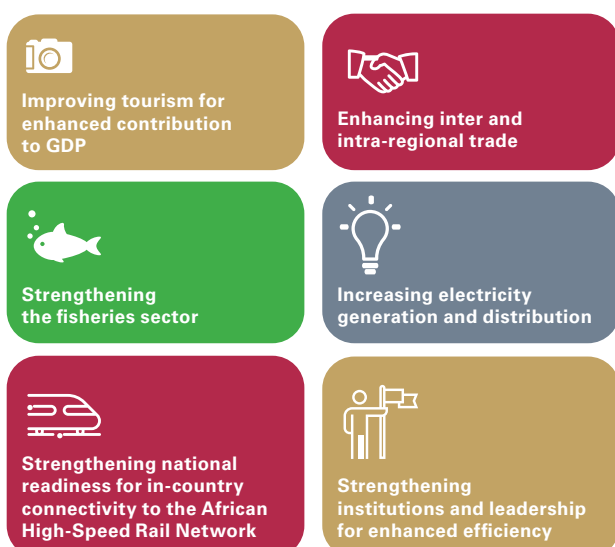 Improving tourism for
enhanced contribution
to GDP
Enhancing inter and
intra-regional trade
Strengthening
the fisheries sector
Increasing electricity
generation and distribution
Strengthening national
readiness for in-country
connectivity to the African
High-Speed Rail Network
Strengthening
institutions and leadership
for enhanced efficiency